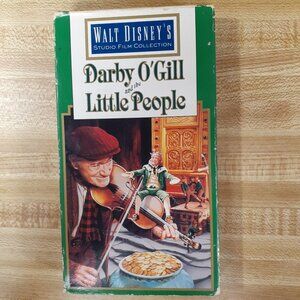 WALT DISNEY'S
STUDIO FILM COLLECTION
Darby O'Gill
and the
Little People